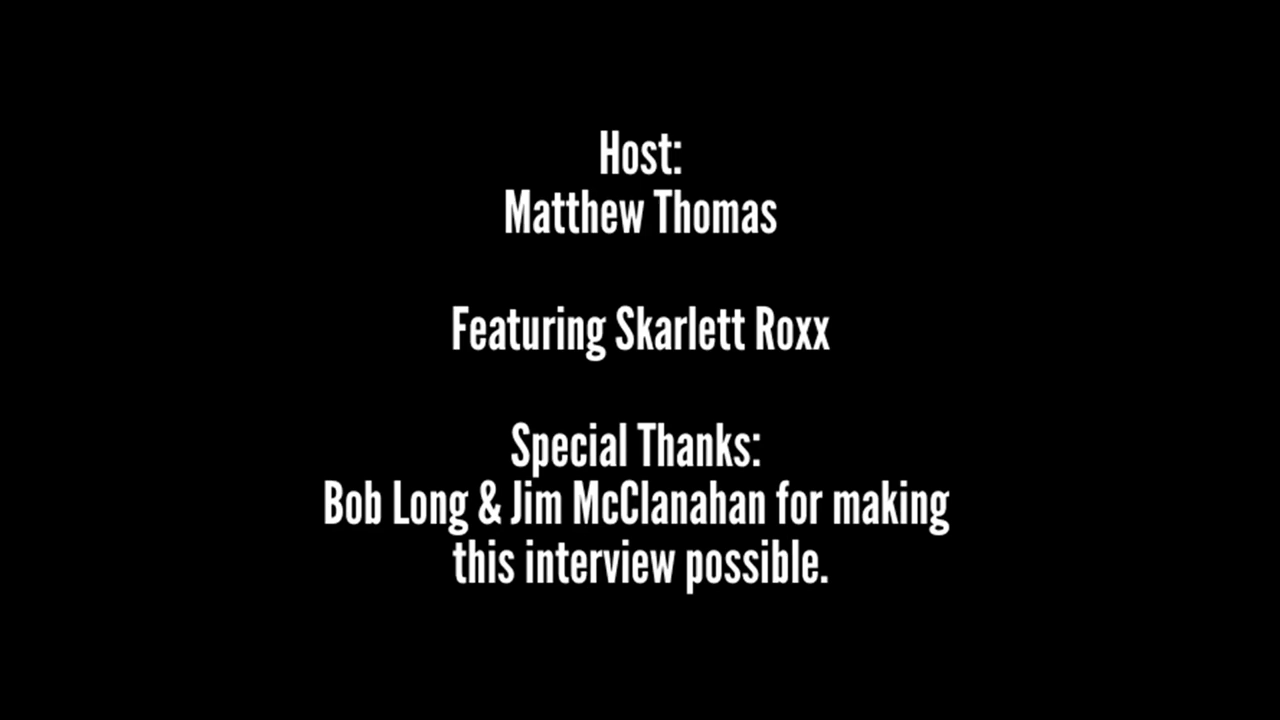 Host:
Matthew Thomas
Featuring Skarlett Roxx
Special Thanks:
Bob Long & Jim McClanahan for making
this interview possible.